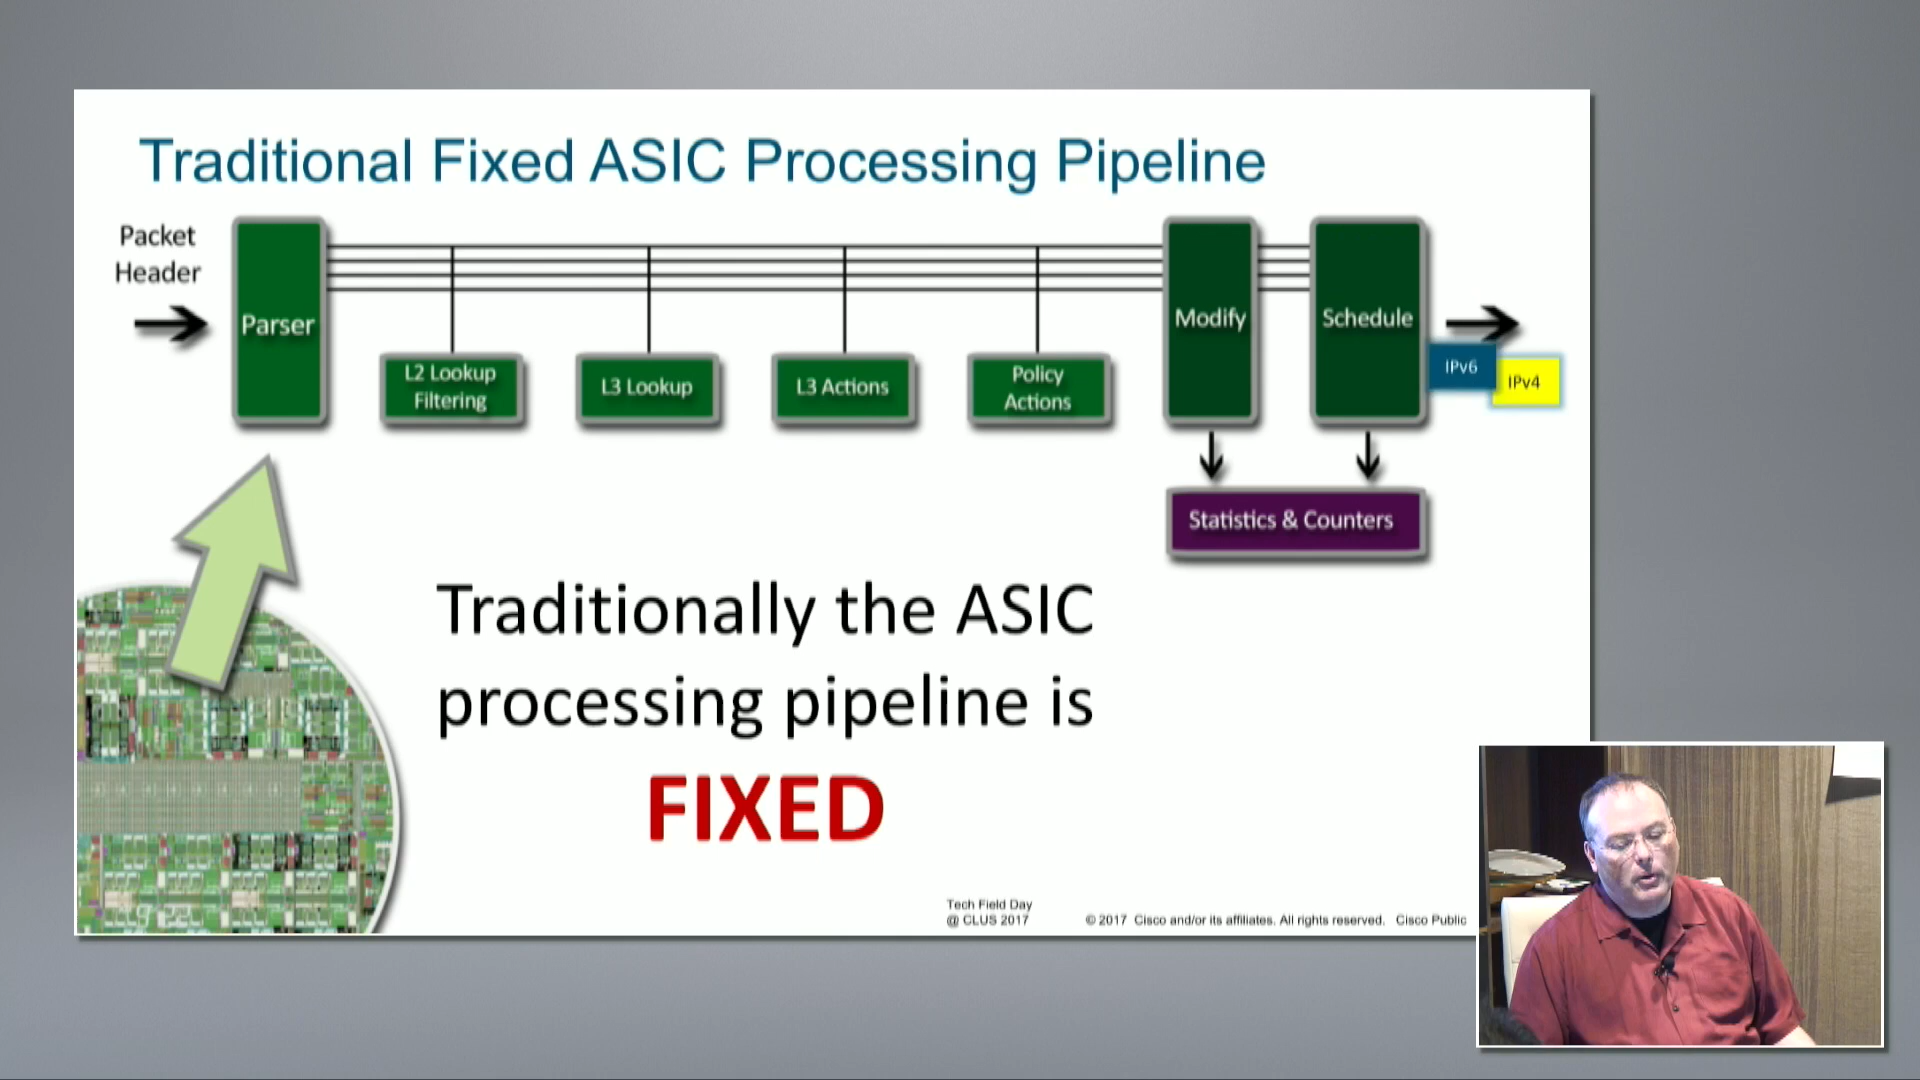 Traditional Fixed ASIC Processing Pipeline
Packet
Header
Parser
L2 Lookup
Filtering
L3 Lookup
L3 Actions
Policy
Actions
Modify
Schedule
IPv6
IPv4
Statistics & Counters
Traditionally the ASIC
processing pipeline is
FIXED
Tech Field Day
@ CLUS 2017
© 2017 Cisco and/or its affiliates. All rights reserved. Cisco Public